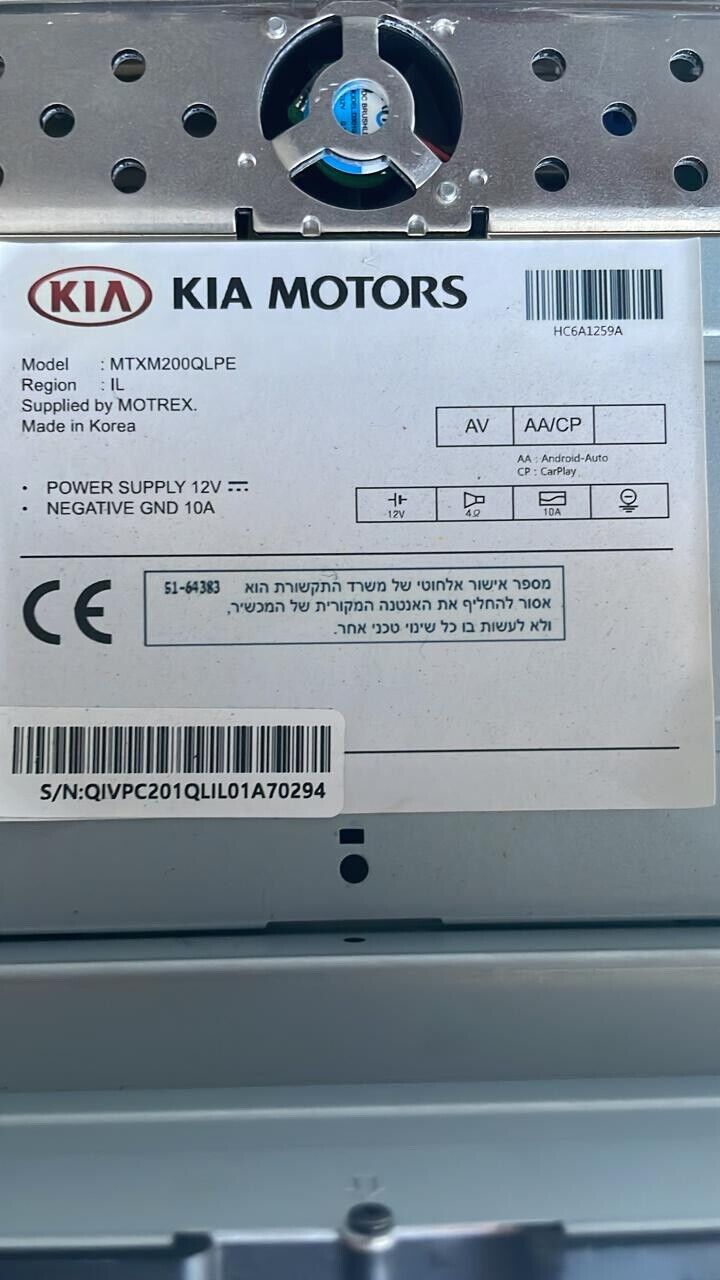 DC BRUSHL
KIA KIA MOTORS
HC6A1259A
Model : MTXM200QLPE
Region : IL
Supplied by MOTREX.
Made in Korea
AV AA/CP
AA : Android-Auto
CP : CarPlay
• POWER SUPPLY 12V
• NEGATIVE GND 10A
12V 4Ω 10A
CE
מספר אישור אלחוטי של משרד התקשורת הוא 51-64383
אסור להחליף את האנטנה המקורית של המכשיר,
ולא לעשות בו כל שינוי טכני אחר.
S/N:QIVPC201QLIL01A70294